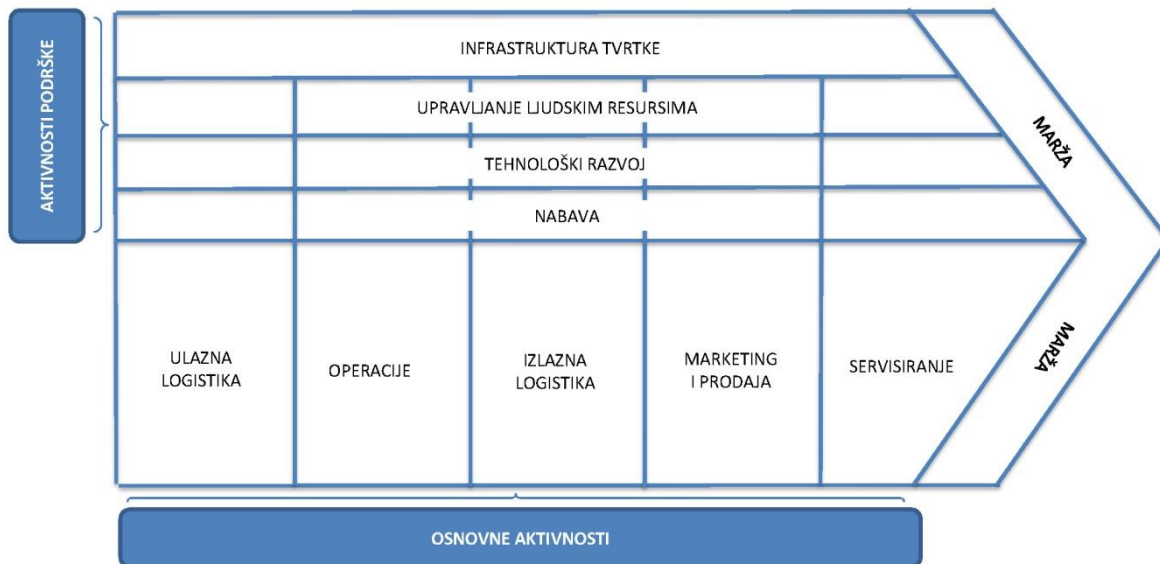 AKTIVNOSTI PODRŠKE
INFRASTRUKTURA TVRTKE
UPRAVLJANJE LJUDSKIM RESURSIMA
TEHNOLOŠKI RAZVOJ
NABAVA
MARŽA
ULAZNA
LOGISTIKA
OPERACIJE
IZLAZNA
LOGISTIKA
MARKETING
I PRODAJA
SERVISIRANJE
MARŽA
OSNOVNE AKTIVNOSTI